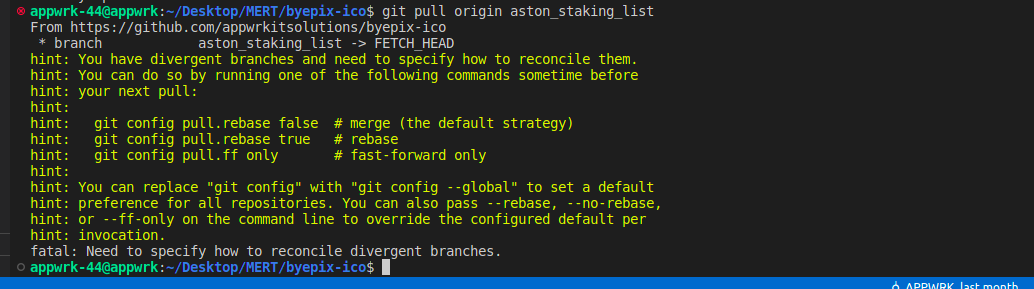 appwrk-44@appwrk:~/Desktop/MERT/byepix-ico$ git pull origin aston_staking_list
From https://github.com/appwrkitsolutions/byepix-ico
 * branch            aston_staking_list -> FETCH_HEAD
hint: You have divergent branches and need to specify how to reconcile them.
hint: You can do so by running one of the following commands sometime before
hint: your next pull:
hint:
hint:   git config pull.rebase false  # merge (the default strategy)
hint:   git config pull.rebase true   # rebase
hint:   git config pull.ff only       # fast-forward only
hint:
hint: You can replace "git config" with "git config --global" to set a default
hint: preference for all repositories. You can also pass --rebase, --no-rebase,
hint: or --ff-only on the command line to override the configured default per
hint: invocation.
fatal: Need to specify how to reconcile divergent branches.
appwrk-44@appwrk:~/Desktop/MERT/byepix-ico$
APPWRK, last month